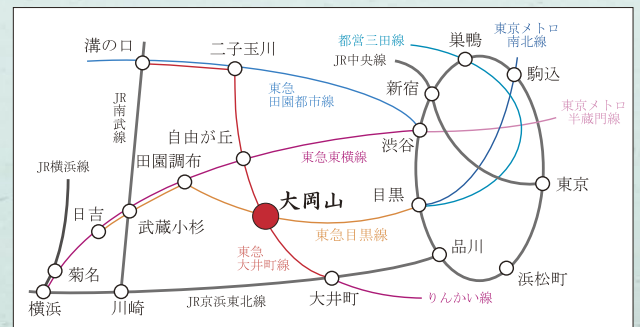 都営三田線
巣鴨
東京メトロ
南北線
溝の口
二子玉川
JR中央線
駒込
新宿
東急
田園都市線
JR南武線
東京メトロ
半蔵門線
自由が丘
渋谷
田園調布
東急東横線
JR横浜線
東京
大岡山
目黒
日吉
武蔵小杉
東急目黒線
品川
東急
大井町線
菊名
浜松町
横浜
川崎
JR京浜東北線
大井町
りんかい線